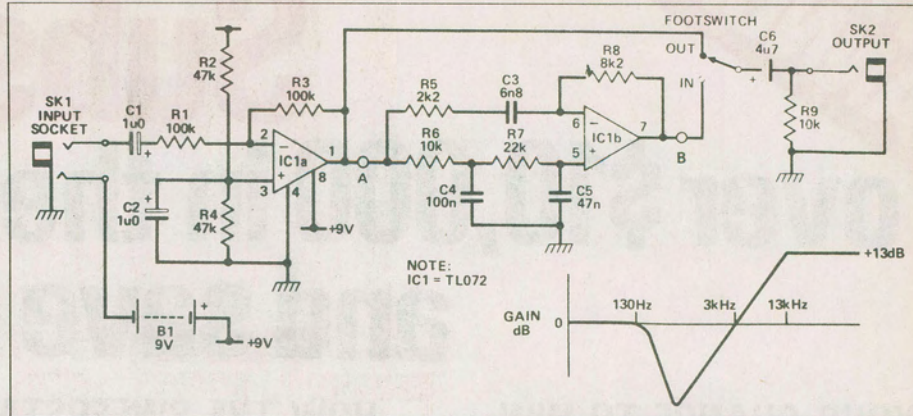 FOOTSWITCH
OUT
IN
C6
4u7
SK2
OUTPUT
R9
10k
SK1
INPUT
SOCKET
C1
1u0
R1
100k
R2
47k
R3
100k
2
3
4
8
1
IC1a
+9V
A
C2
1u0
R4
47k
B1
9V
+9V
R5
2k2
C3
6n8
R6
10k
R7
22k
C4
100n
C5
47n
R8
8k2
6
5
7
IC1b
B
NOTE:
IC1 = TL072
GAIN
dB
0
130Hz
3kHz
13kHz
+13dB